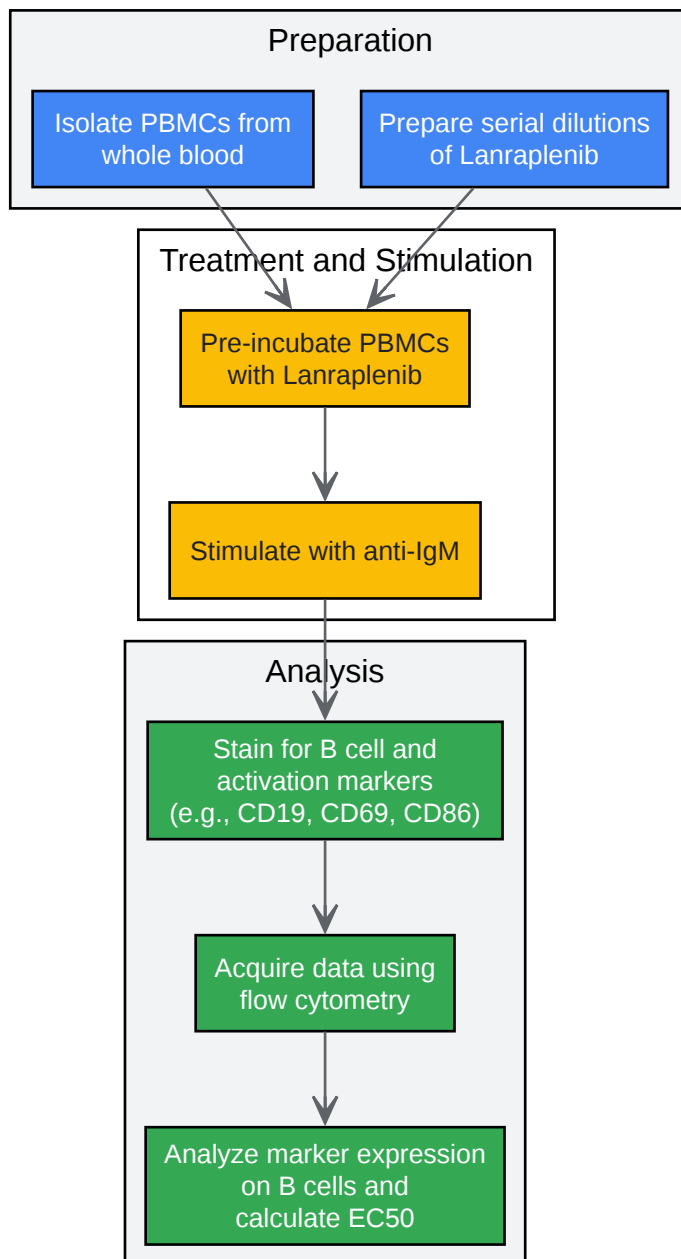 Preparation
Isolate PBMCs from
whole blood
Prepare serial dilutions
of Lanraplenib
Treatment and Stimulation
Pre-incubate PBMCs
with Lanraplenib
Stimulate with anti-IgM
Analysis
Stain for B cell and
activation markers
(e.g., CD19, CD69, CD86)
Acquire data using
flow cytometry
Analyze marker expression
on B cells and
calculate EC50